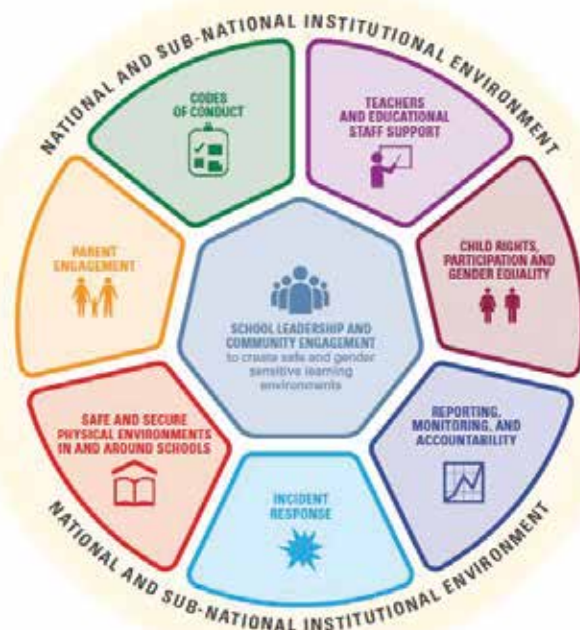 NATIONAL AND SUB-NATIONAL INSTITUTIONAL ENVIRONMENT
CODES
OF CONDUCT
TEACHERS
AND EDUCATIONAL
STAFF SUPPORT
PARENT
ENGAGEMENT
CHILD RIGHTS,
PARTICIPATION AND
GENDER EQUALITY
SCHOOL LEADERSHIP AND
COMMUNITY ENGAGEMENT
to create safe and gender
sensitive learning
environments
SAFE AND SECURE
PHYSICAL ENVIRONMENTS
IN AND AROUND SCHOOLS
REPORTING,
MONITORING, AND
ACCOUNTABILITY
INCIDENT
RESPONSE
NATIONAL AND SUB-NATIONAL INSTITUTIONAL ENVIRONMENT